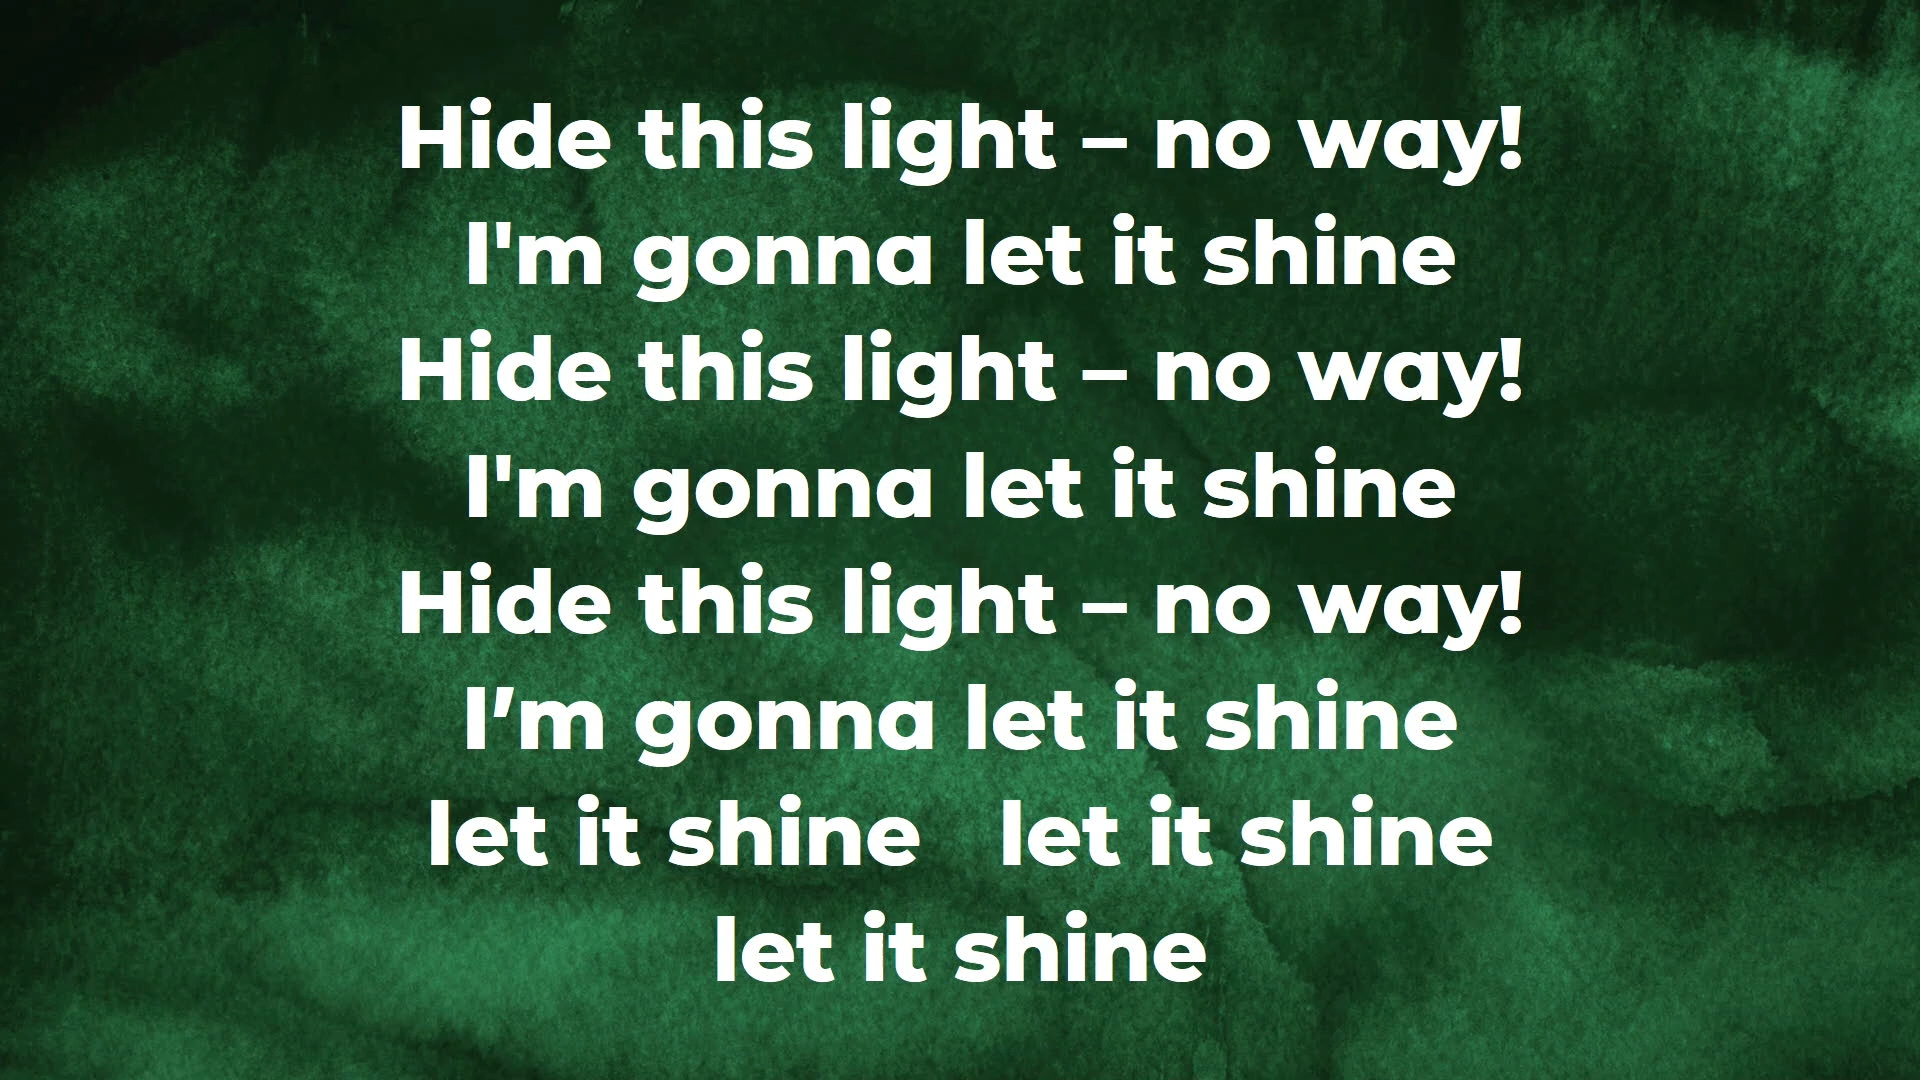 Hide this light – no way!
I'm gonna let it shine
Hide this light – no way!
I'm gonna let it shine
Hide this light – no way!
I’m gonna let it shine
let it shine   let it shine
let it shine